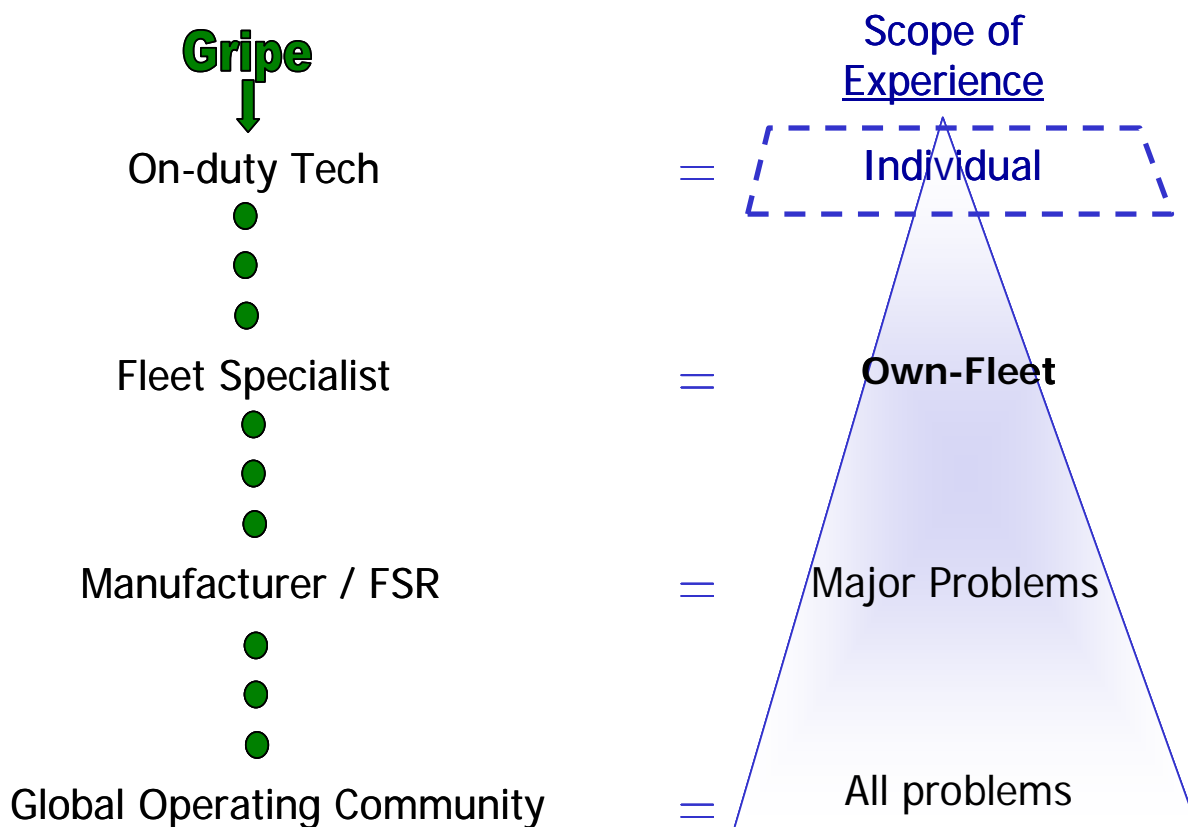 Gripe
Scope of
Experience
On-duty Tech = Individual
Fleet Specialist = Own-Fleet
Manufacturer / FSR = Major Problems
Global Operating Community = All problems